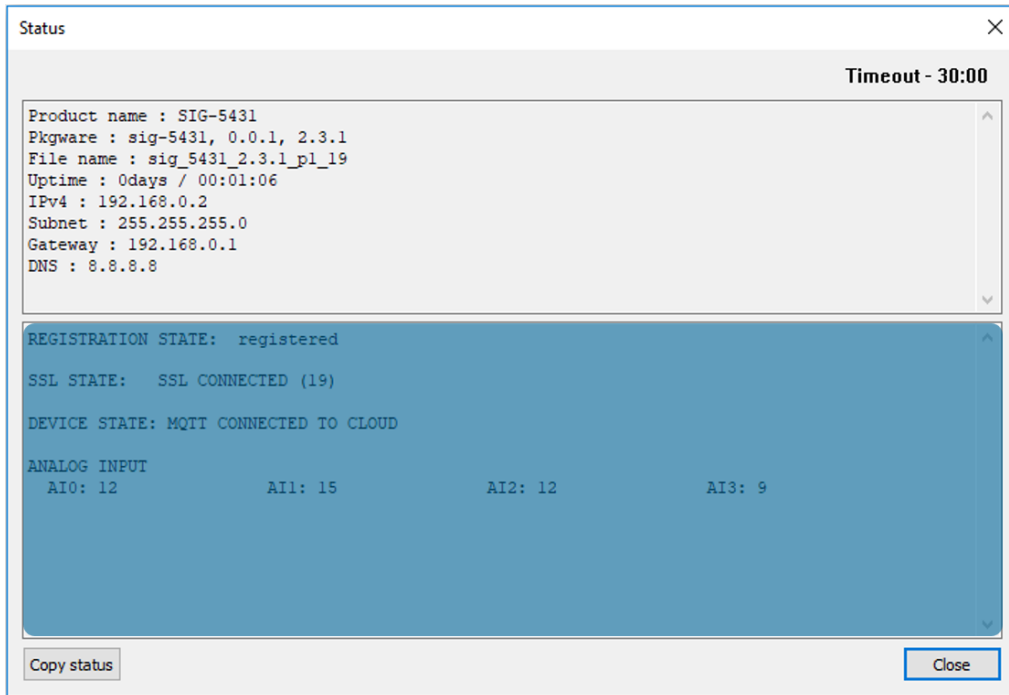 Status
Timeout - 30:00
Product name : SIG-5431
Pkgware : sig-5431, 0.0.1, 2.3.1
File name : sig_5431_2.3.1_p1_19
Uptime : 0days / 00:01:06
IPv4 : 192.168.0.2
Subnet : 255.255.255.0
Gateway : 192.168.0.1
DNS : 8.8.8.8
REGISTRATION STATE: registered
SSL STATE: SSL CONNECTED (19)
DEVICE STATE: MQTT CONNECTED TO CLOUD
ANALOG INPUT
AI0: 12 AI1: 15 AI2: 12 AI3: 9
Copy status Close